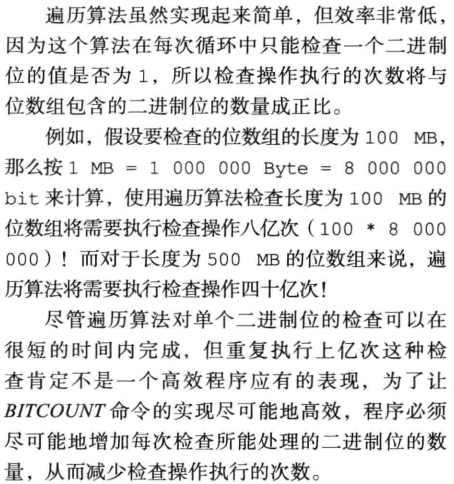 遍历算法虽然实现起来简单，但效率非常低，
因为这个算法在每次循环中只能检查一个二进制
位的值是否为 1，所以检查操作执行的次数将与
位数组包含的二进制位的数量成正比。
例如，假设要检查的位数组的长度为 100 MB，
那么按 1 MB = 1 000 000 Byte = 8 000 000
bit 来计算，使用遍历算法检查长度为 100 MB 的
位数组将需要执行检查操作八亿次（100 * 8 000
000）！而对于长度为 500 MB 的位数组来说，遍
历算法将需要执行检查操作四十亿次！
尽管遍历算法对单个二进制位的检查可以在
很短的时间内完成，但重复执行上亿次这种检
查肯定不是一个高效程序应有的表现，为了让
BITCOUNT 命令的实现尽可能地高效，程序必须
尽可能地增加每次检查所能处理的二进制位的数
量，从而减少检查操作执行的次数。